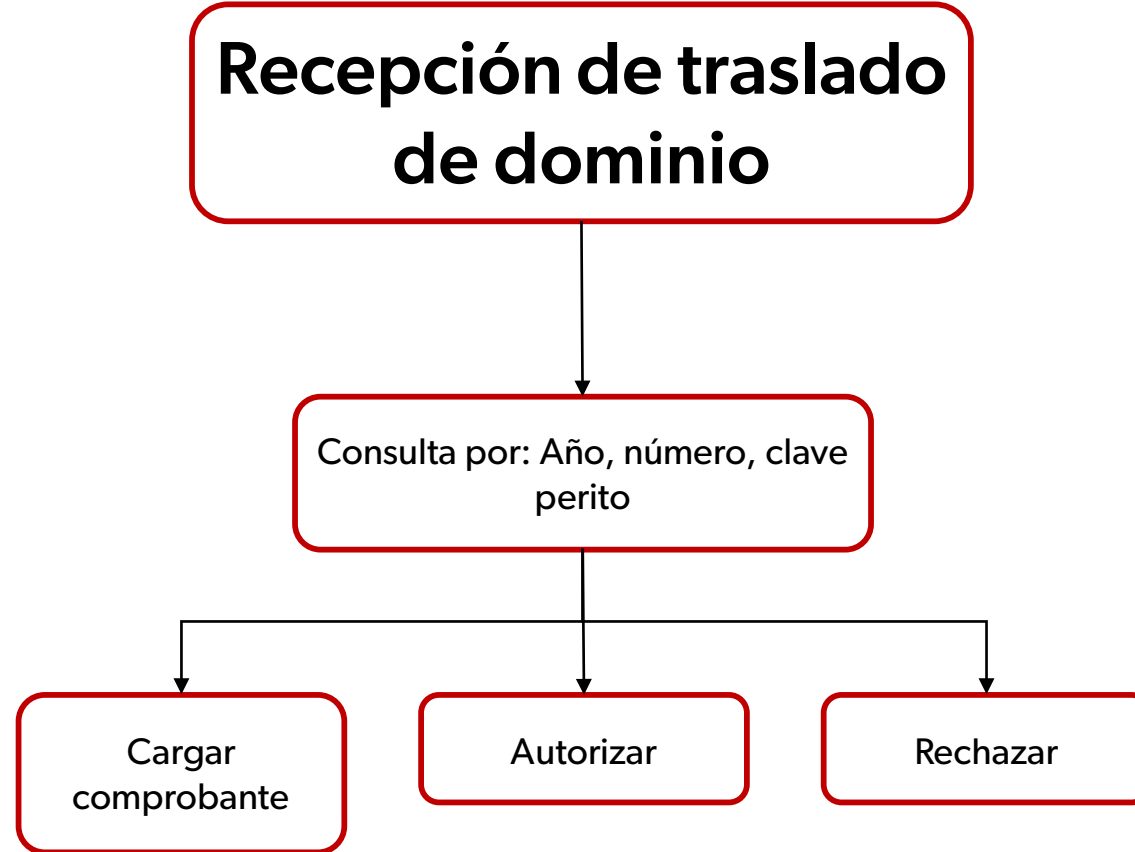 Recepción de traslado
de dominio
Consulta por: Año, número, clave
perito
Cargar
comprobante
Autorizar
Rechazar